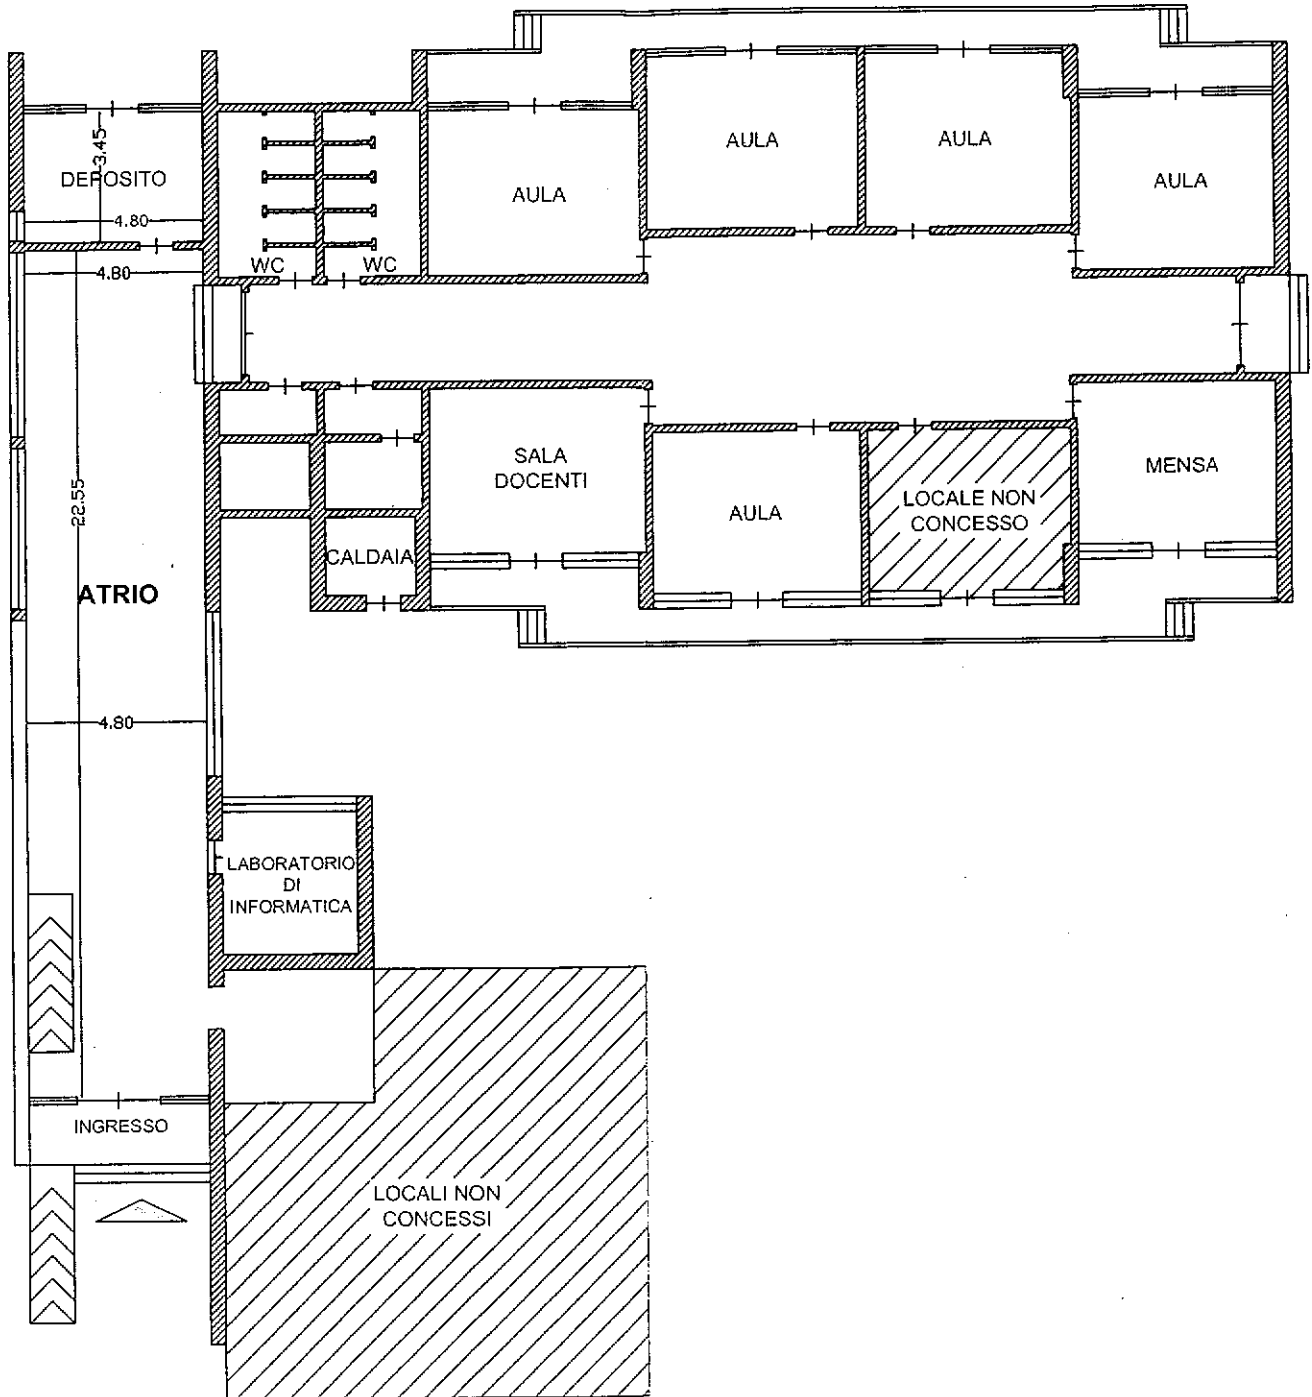 AULA
AULA
AULA
AULA
3.45
DEPOSITO
4.80
4.80
WC
WC
SALA
DOCENTI
MENSA
LOCALE NON
CONCESSO
AULA
22.55
CALDAIA
ATRIO
4.80
LABORATORIO
DI
INFORMATICA
INGRESSO
LOCALI NON
CONCESSI